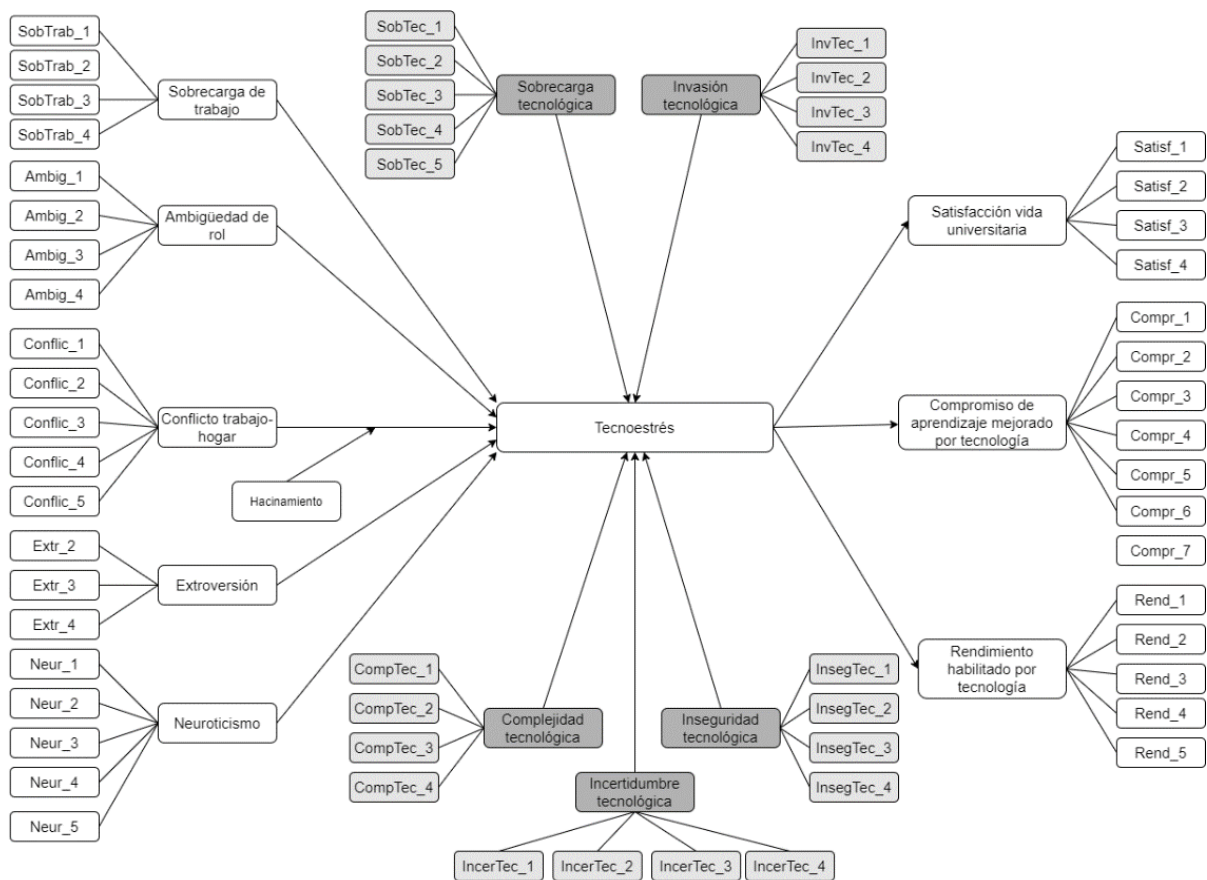 SobTrab_1
SobTrab_2
SobTrab_3
SobTrab_4
Sobrecarga de
trabajo
Ambig_1
Ambig_2
Ambig_3
Ambig_4
Ambigüedad de
rol
Conflic_1
Conflic_2
Conflic_3
Conflic_4
Conflic_5
Conflicto trabajo-
hogar
Hacinamiento
Extr_2
Extr_3
Extr_4
Extroversión
Neur_1
Neur_2
Neur_3
Neur_4
Neur_5
Neuroticismo
SobTec_1
SobTec_2
SobTec_3
SobTec_4
SobTec_5
Sobrecarga
tecnológica
Invasión
tecnológica
InvTec_1
InvTec_2
InvTec_3
InvTec_4
Tecnoestrés
CompTec_1
CompTec_2
CompTec_3
CompTec_4
Complejidad
tecnológica
Incertidumbre
tecnológica
IncerTec_1
IncerTec_2
IncerTec_3
IncerTec_4
Inseguridad
tecnológica
InsegTec_1
InsegTec_2
InsegTec_3
InsegTec_4
Satisfacción vida
universitaria
Satisf_1
Satisf_2
Satisf_3
Satisf_4
Compromiso de
aprendizaje mejorado
por tecnología
Compr_1
Compr_2
Compr_3
Compr_4
Compr_5
Compr_6
Compr_7
Rendimiento
habilitado por
tecnología
Rend_1
Rend_2
Rend_3
Rend_4
Rend_5